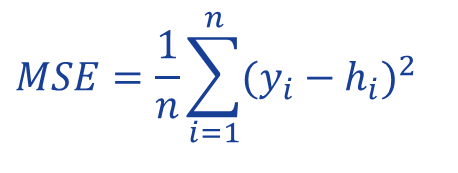 MSE = \frac{1}{n} \sum_{i=1}^{n} (y_i - h_i)^2